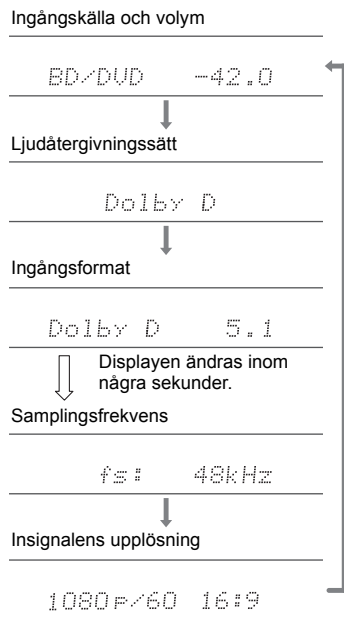 Ingångskälla och volym
BD/DVD -42.0
Ljudåtergivningssätt
Dolby D
Ingångsformat
Dolby D 5.1
Displayen ändras inom
några sekunder.
Samplingsfrekvens
fs: 48kHz
Insignalens upplösning
1080p/60 16:9